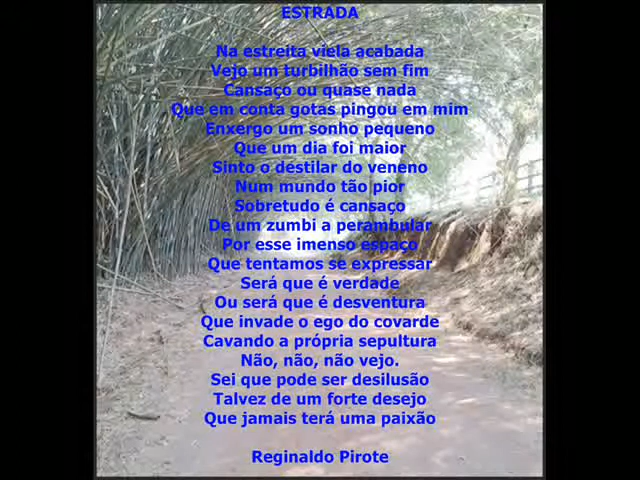 ESTRADA
Na estreita viela acabada
Vejo um turbilhão sem fim
Cansaço ou quase nada
Que em conta gotas pingou em mim
Enxergo um sonho pequeno
Que um dia foi maior
Sinto o destilar do veneno
Num mundo tão pior
Sobretudo é cansaço
De um zumbi a perambular
Por esse imenso espaço
Que tentamos se expressar
Será que é verdade
Ou será que é desventura
Que invade o ego do covarde
Cavando a própria sepultura
Não, não, não vejo.
Sei que pode ser desilusão
Talvez de um forte desejo
Que jamais terá uma paixão
Reginaldo Pirote